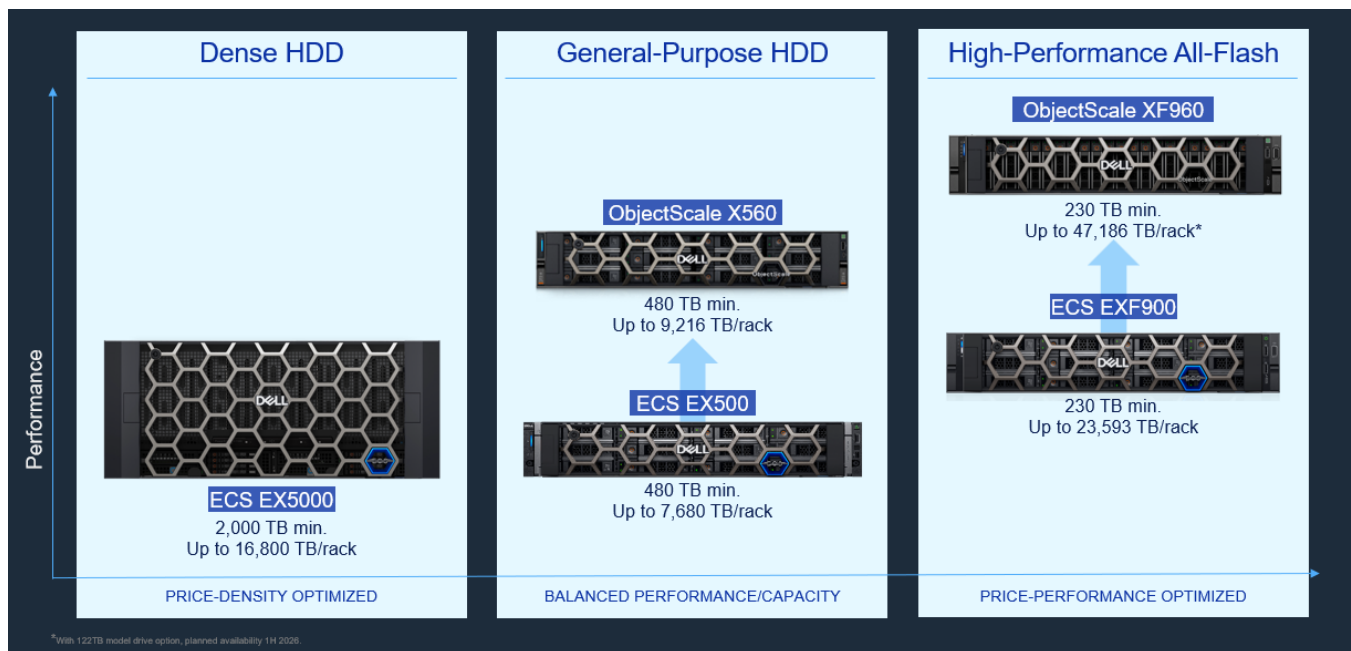 Dense HDD
General-Purpose HDD
High-Performance All-Flash
Performance
DELL
ECS EX5000
2,000 TB min.
Up to 16,800 TB/rack
PRICE-DENSITY OPTIMIZED
ObjectScale X560
DELL
ObjectScale
480 TB min.
Up to 9,216 TB/rack
ECS EX500
DELL
480 TB min.
Up to 7,680 TB/rack
BALANCED PERFORMANCE/CAPACITY
ObjectScale XF960
DELL
ObjectScale
230 TB min.
Up to 47,186 TB/rack*
ECS EXF900
DELL
230 TB min.
Up to 23,593 TB/rack
PRICE-PERFORMANCE OPTIMIZED
*With 122TB model drive option, planned availability 1H 2026.